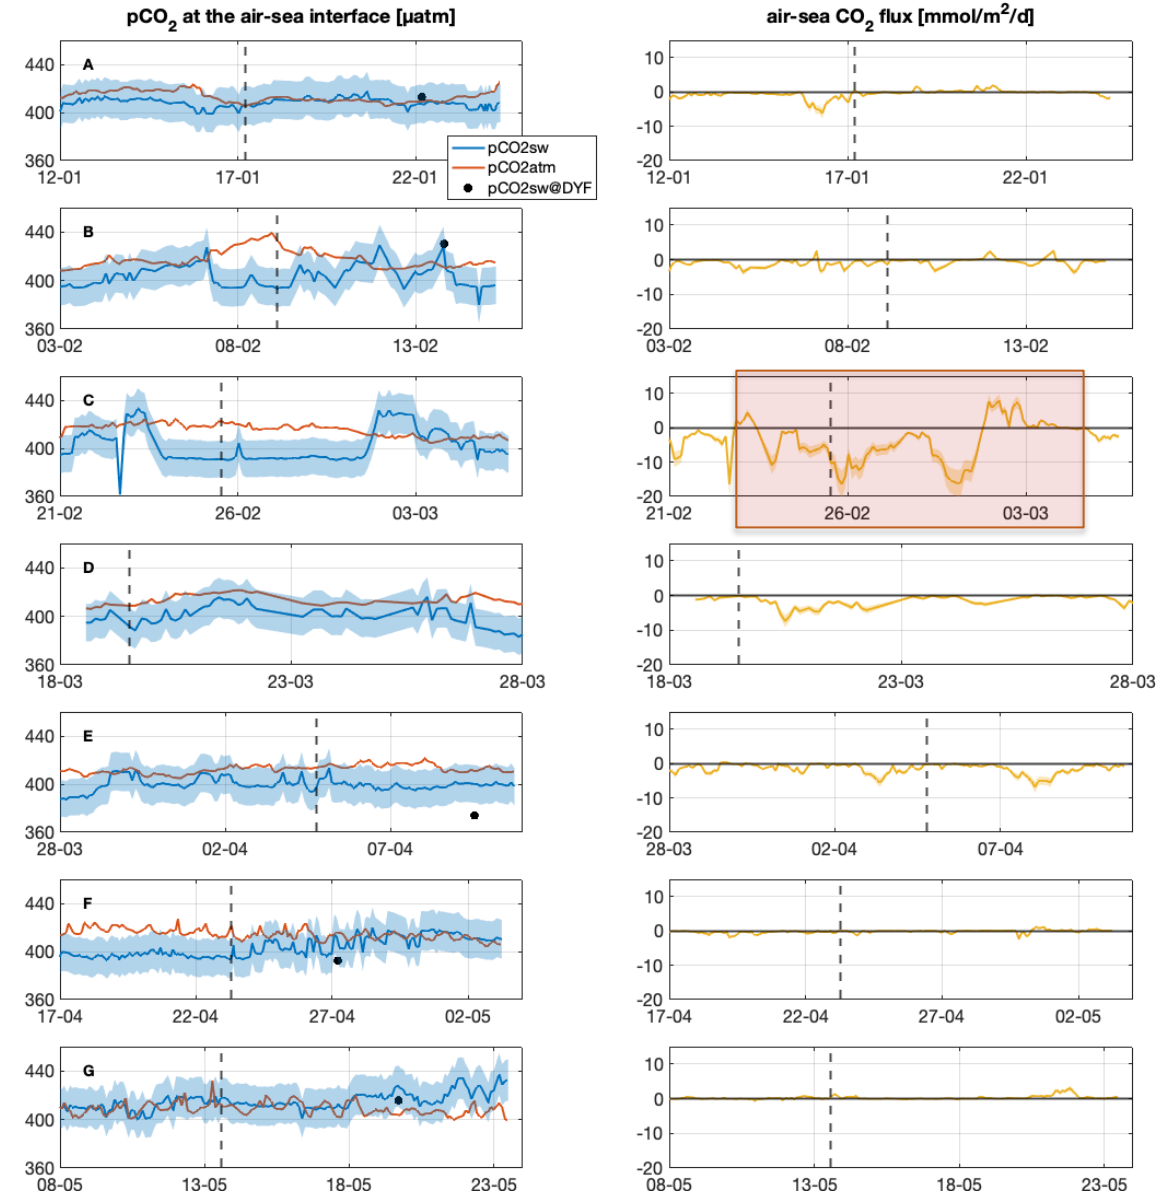 pCO2 at the air-sea interface [µatm]
air-sea CO2 flux [mmol/m2/d]
A
440
400
360
12-01 17-01 22-01
pCO2sw
pCO2atm
pCO2sw@DYF
10
0
-10
-20
12-01 17-01 22-01
B
440
400
360
03-02 08-02 13-02
10
0
-10
-20
03-02 08-02 13-02
C
440
400
360
21-02 26-02 03-03
10
0
-10
-20
21-02 26-02 03-03
D
440
400
360
18-03 23-03 28-03
10
0
-10
-20
18-03 23-03 28-03
E
440
400
360
28-03 02-04 07-04
10
0
-10
-20
28-03 02-04 07-04
F
440
400
360
17-04 22-04 27-04 02-05
10
0
-10
-20
17-04 22-04 27-04 02-05
G
440
400
360
08-05 13-05 18-05 23-05
10
0
-10
-20
08-05 13-05 18-05 23-05